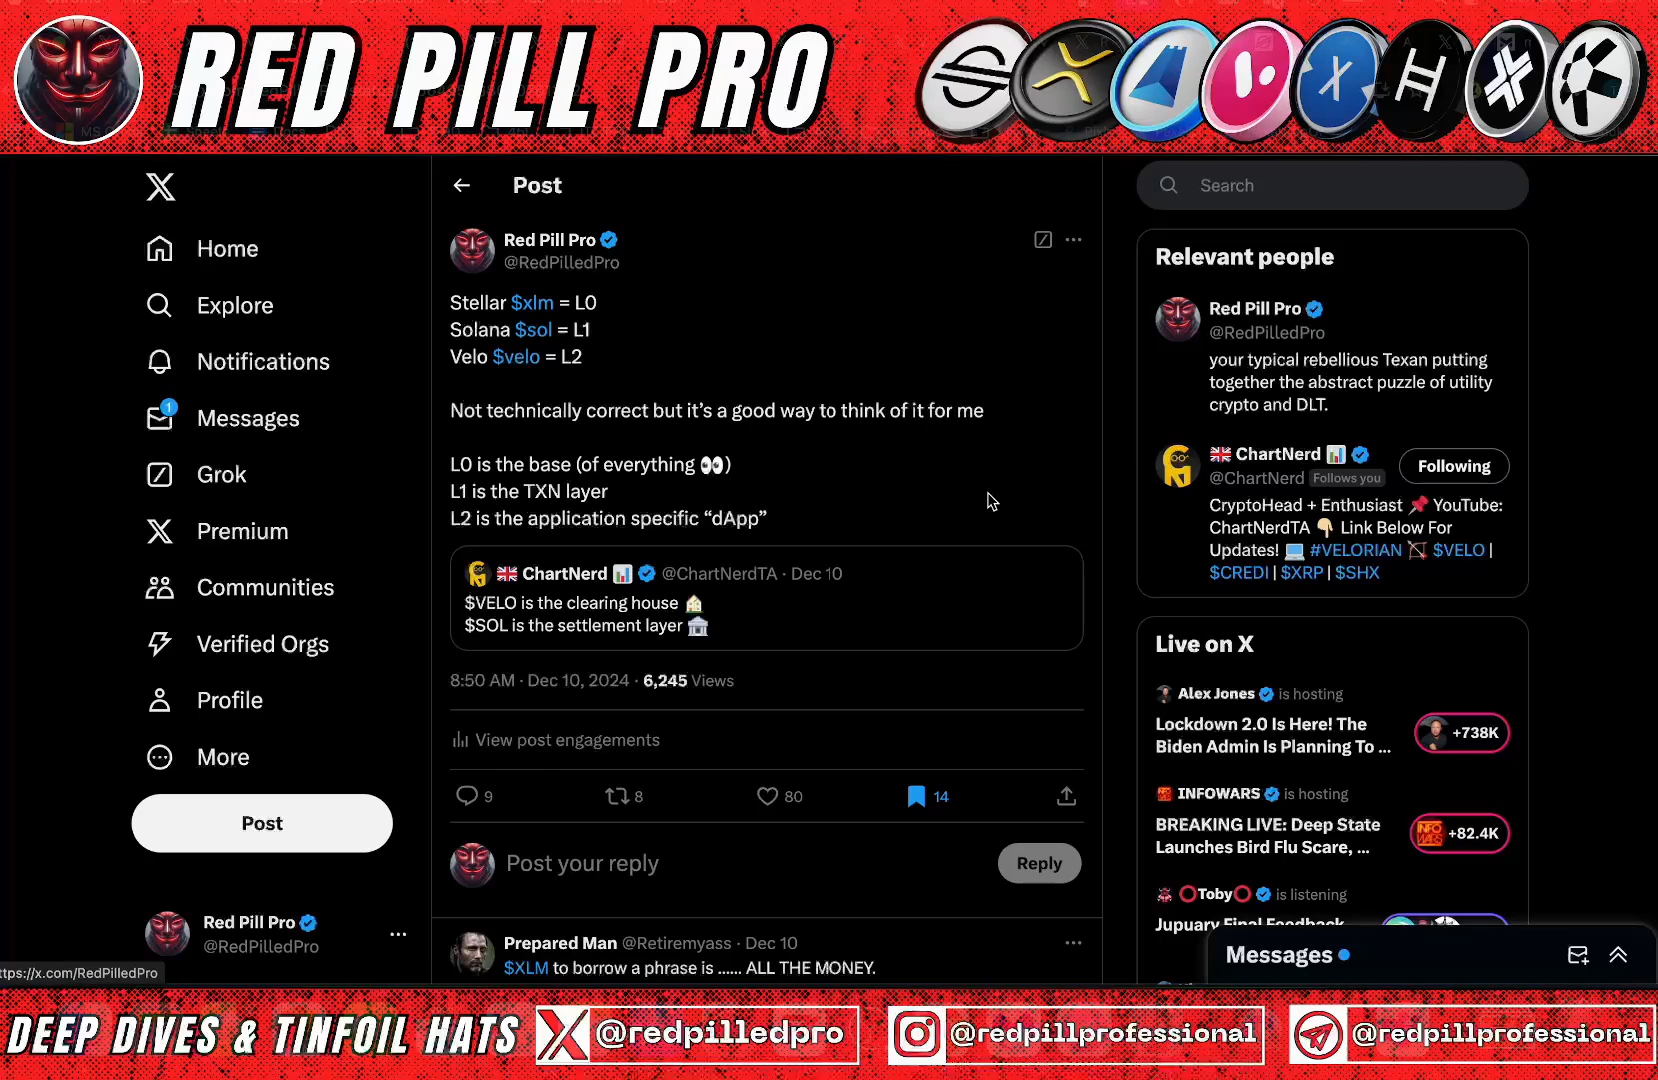 RED PILL PRO
Home
Explore
Notifications
1
Messages
Grok
Premium
Communities
Verified Orgs
Profile
More
Post
Red Pill Pro
@RedPilledPro
ttps://x.com/RedPilledPro
Post
Red Pill Pro
@RedPilledPro
Stellar $xlm = L0
Solana $sol = L1
Velo $velo = L2
Not technically correct but it's a good way to think of it for me
L0 is the base (of everything 👀)
L1 is the TXN layer
L2 is the application specific “dApp”
🇬🇧 ChartNerd 📊 @ChartNerdTA · Dec 10
$VELO is the clearing house 🏠
$SOL is the settlement layer 🏛️
8:50 AM · Dec 10, 2024 · 6,245 Views
View post engagements
9 8 80 14
Post your reply
Reply
Prepared Man @Retiremyass · Dec 10
$XLM to borrow a phrase is ...... ALL THE MONEY.
Search
Relevant people
Red Pill Pro
@RedPilledPro
your typical rebellious Texan putting
together the abstract puzzle of utility
crypto and DLT.
🇬🇧 ChartNerd 📊
@ChartNerd Follows you
Following
CryptoHead + Enthusiast 📌 YouTube:
ChartNerdTA 👇🏼 Link Below For
Updates! 💻 #VELORIAN 🏹 $VELO |
$CREDI | $XRP | $SHX
Live on X
Alex Jones is hosting
Lockdown 2.0 Is Here! The
Biden Admin Is Planning To ...
+738K
INFOWARS is hosting
BREAKING LIVE: Deep State
Launches Bird Flu Scare, ...
INFO
WARS
+82.4K
⭕Toby⭕ is listening
Jupuary Final Feedback
Messages
DEEP DIVES & TINFOIL HATS
@redpilledpro
@redpillprofessional
@redpillprofessional